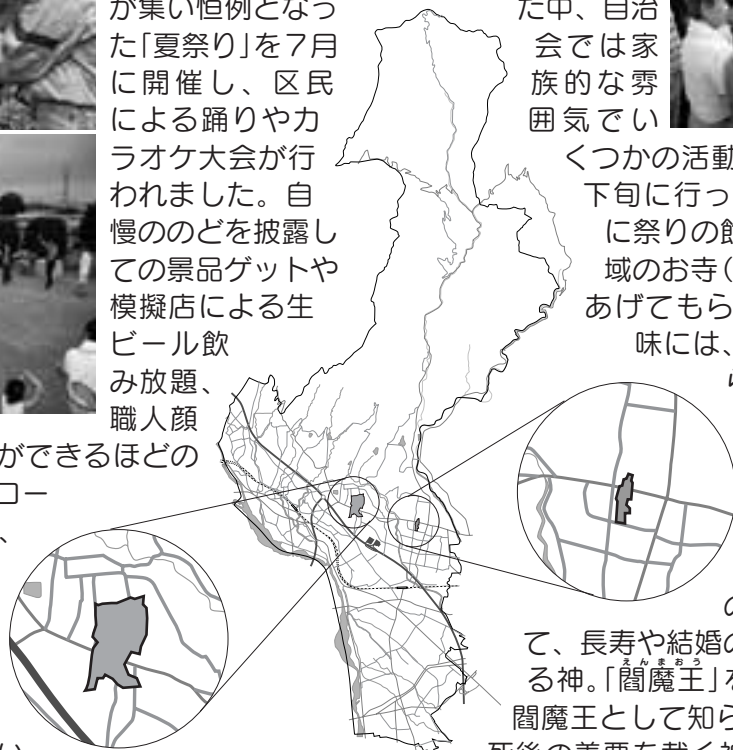 が集い恒例となっ
た「夏祭り」を７月
に開催し、区民
による踊りやカ
ラオケ大会が行
われました。自
慢ののどを披露し
ての景品ゲットや
模擬店による生
ビール飲
み放題、
職人顔
ができるほどの
コー
、
た中、自治
会では家
族的な雰
囲気でい
くつかの活動
下旬に行っ
に祭りの
域のお寺（
あげてもら
味には、
の
て、長寿や結婚の
る神。「閻魔王」を
えんまおう
閻魔王として知ら
死後の善悪を裁く神